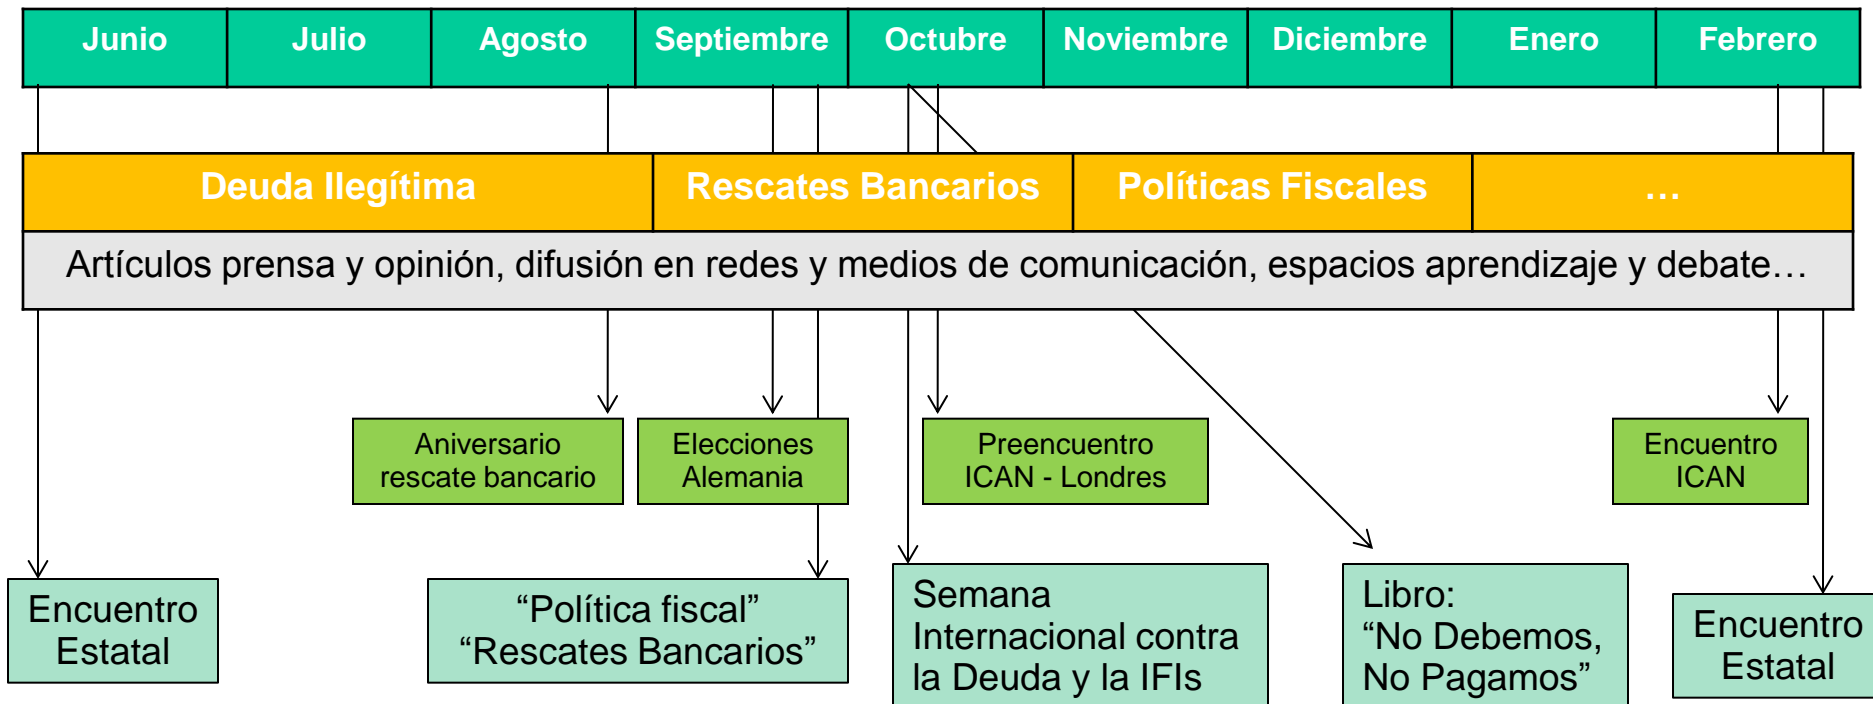 Junio
Julio
Agosto
Septiembre
Octubre
Noviembre
Diciembre
Enero
Febrero
Deuda Ilegítima
Rescates Bancarios
Políticas Fiscales
…
Artículos prensa y opinión, difusión en redes y medios de comunicación, espacios aprendizaje y debate…
Aniversario
rescate bancario
Elecciones
Alemania
Preencuentro
ICAN - Londres
Encuentro
ICAN
Encuentro
Estatal
“Política fiscal”
“Rescates Bancarios”
Semana
Internacional contra
la Deuda y la IFIs
Libro:
“No Debemos,
No Pagamos”
Encuentro
Estatal